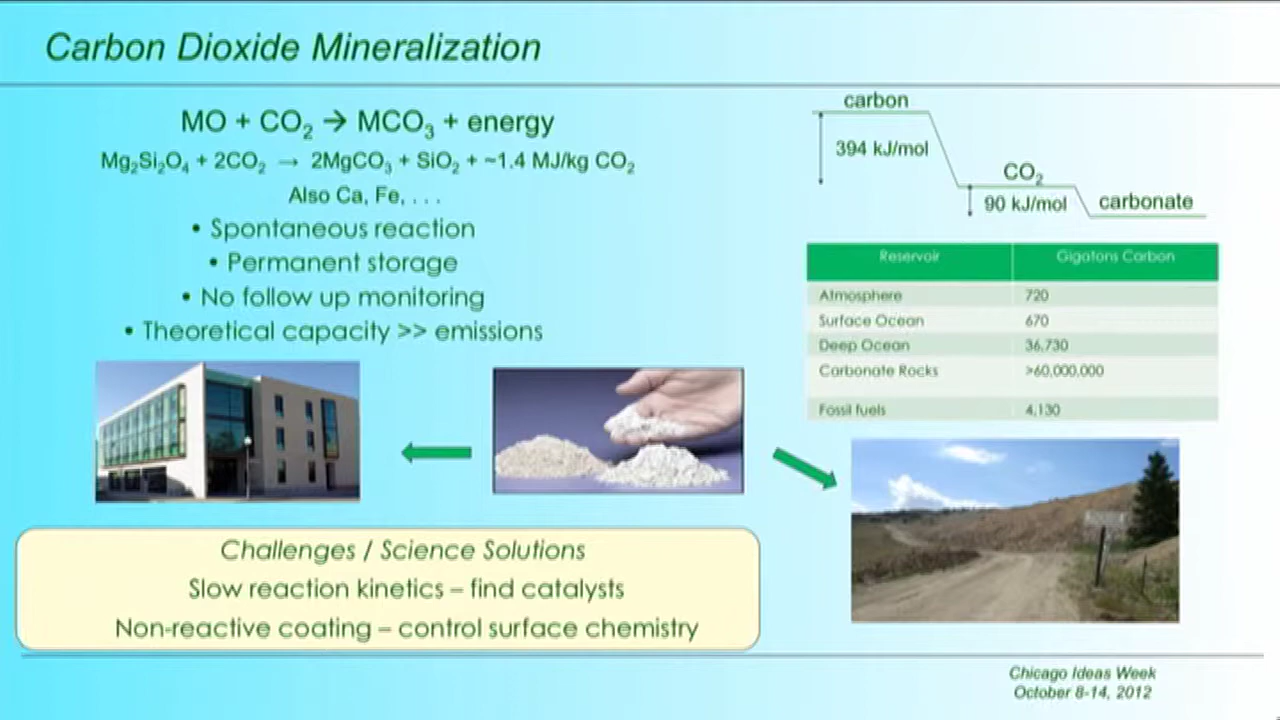 Carbon Dioxide Mineralization
MO + CO₂ → MCO₃ + energy
Mg₂Si₂O₄ + 2CO₂ → 2MgCO₃ + SiO₂ + ~1.4 MJ/kg CO₂
Also Ca, Fe, . . .
• Spontaneous reaction
• Permanent storage
• No follow up monitoring
• Theoretical capacity >> emissions
carbon
394 kJ/mol
CO₂
90 kJ/mol
carbonate
Reservoir Gigatons Carbon
Atmosphere 720
Surface Ocean 670
Deep Ocean 36,730
Carbonate Rocks >60,000,000
Fossil fuels 4,130
Challenges / Science Solutions
Slow reaction kinetics – find catalysts
Non-reactive coating – control surface chemistry
Chicago Ideas Week
October 8-14, 2012